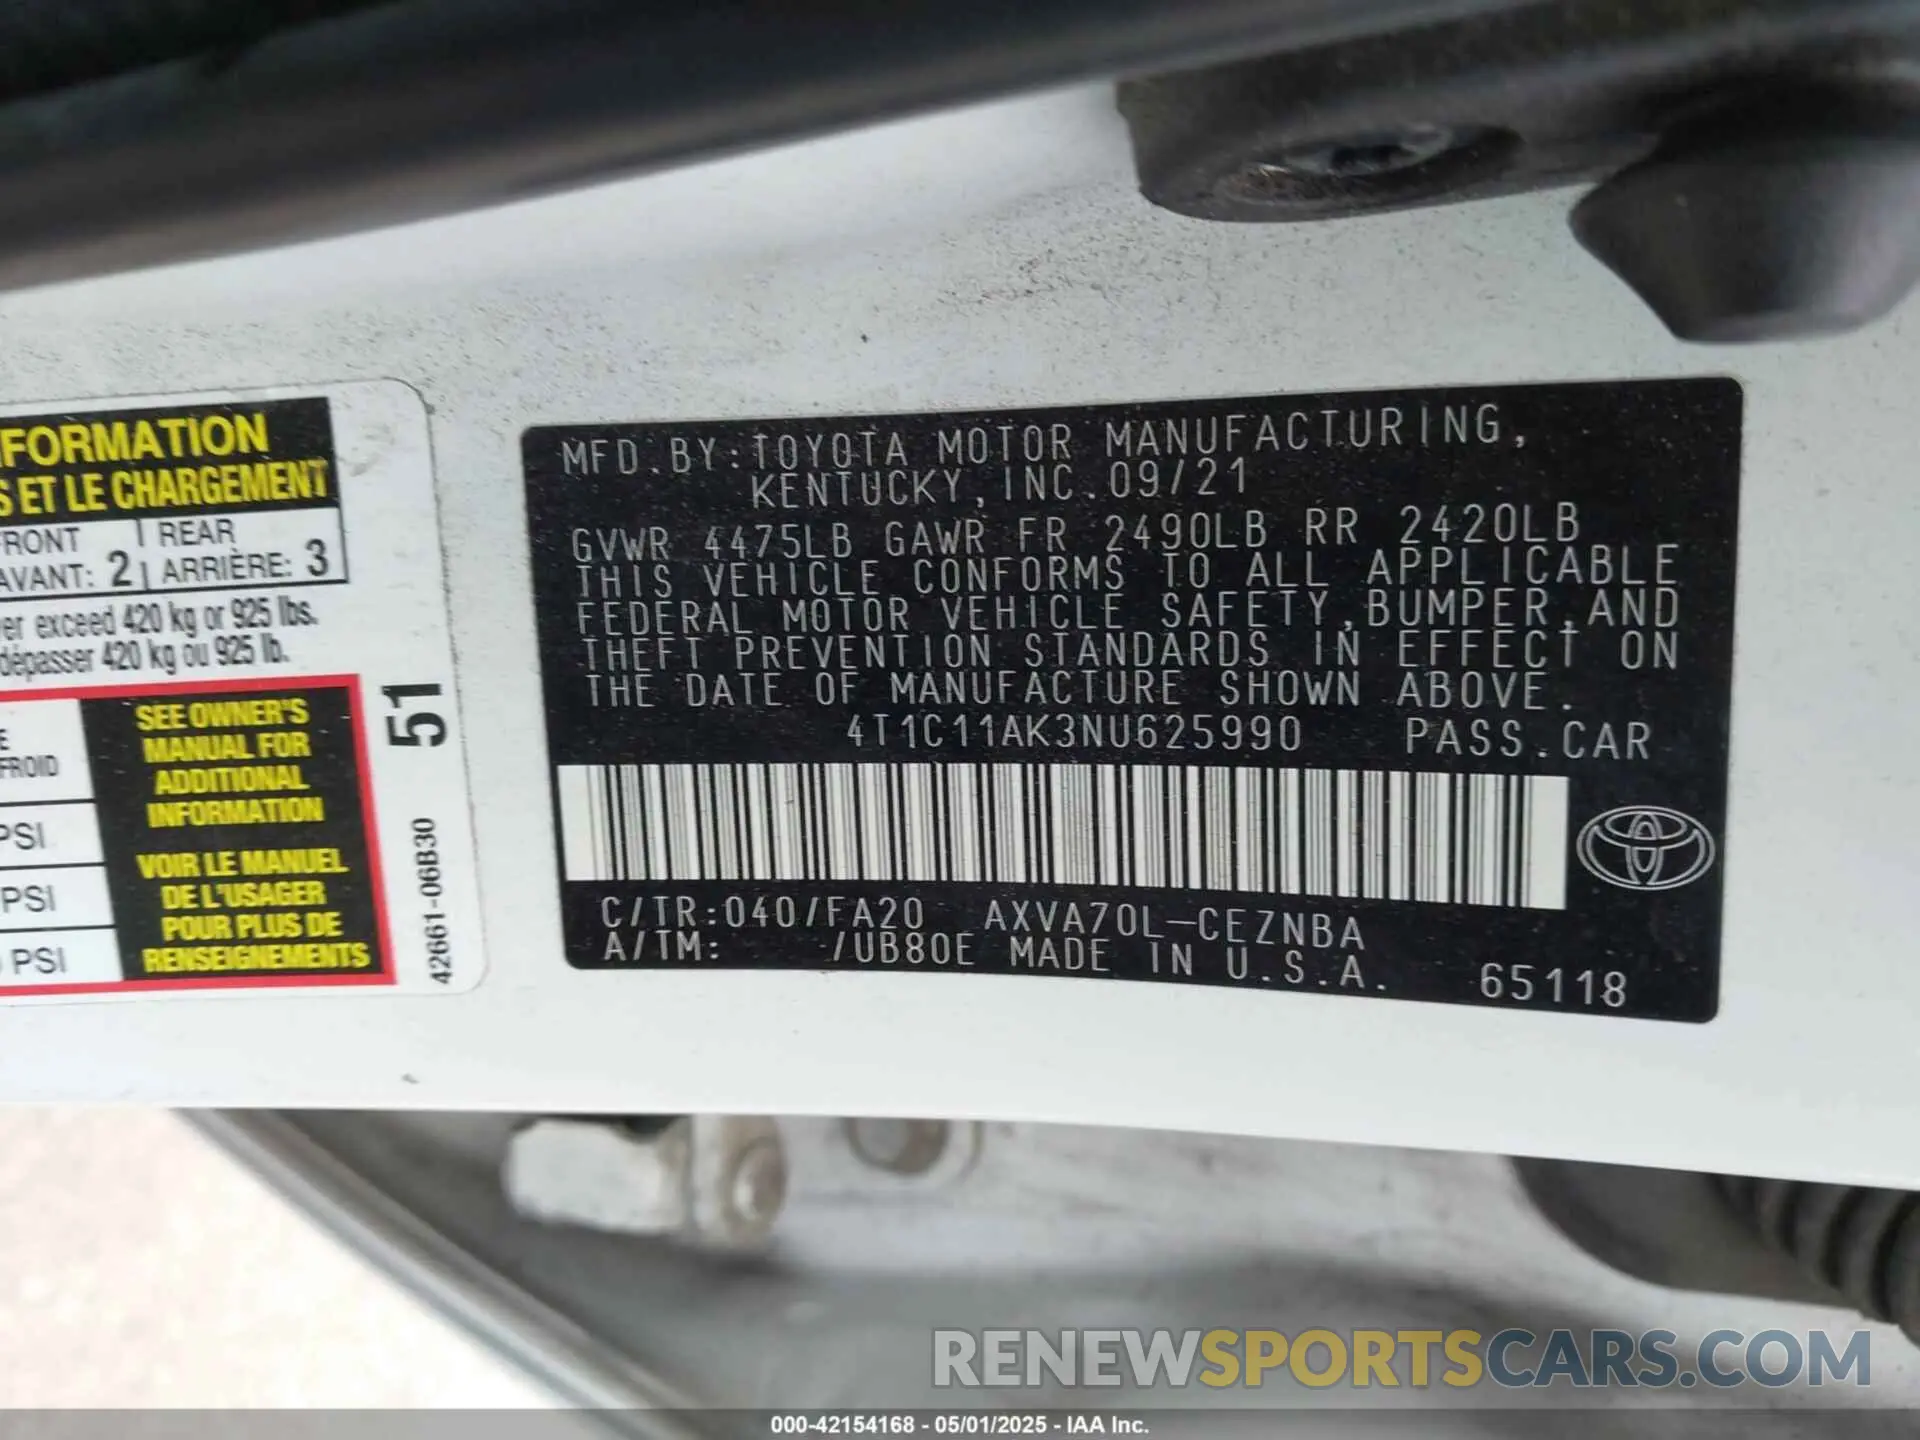 NFORMATION
S ET LE CHARGEMENT
FRONT | REAR
AVANT: 2 | ARRIÈRE: 3
ver exceed 420 kg or 925 lbs.
dépasser 420 kg ou 925 lb.
E
FROID
PSI
PSI
PSI
SEE OWNER'S
MANUAL FOR
ADDITIONAL
INFORMATION
VOIR LE MANUEL
DE L'USAGER
POUR PLUS DE
RENSEIGNEMENTS
51
42661-06B30
MFD.BY:TOYOTA MOTOR MANUFACTURING,
KENTUCKY,INC.09/21
GVWR 4475LB GAWR FR 2490LB RR 2420LB
THIS VEHICLE CONFORMS TO ALL APPLICABLE
FEDERAL MOTOR VEHICLE SAFETY,BUMPER,AND
THEFT PREVENTION STANDARDS IN EFFECT ON
THE DATE OF MANUFACTURE SHOWN ABOVE.
4T1C11AK3NU625990 PASS.CAR
C/TR:040/FA20 AXVA70L-CEZNBA
A/TM: /UB80E MADE IN U.S.A. 65118
RENEWSPORTSCARS.COM
000-42154168 - 05/01/2025 - IAA Inc.